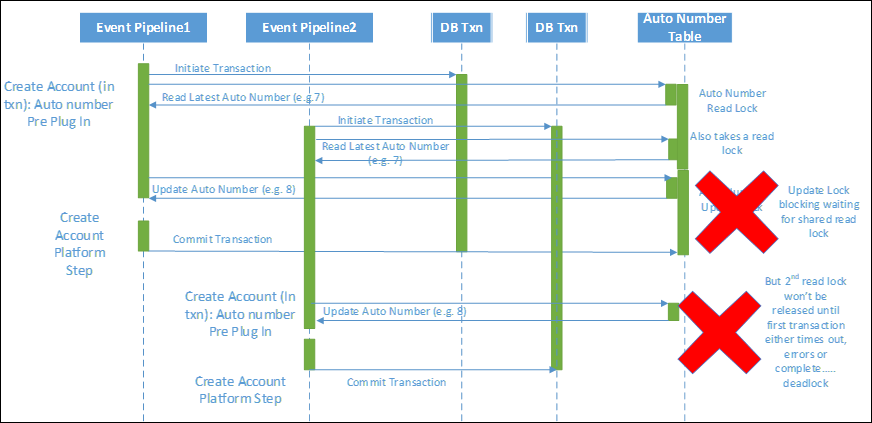 Event Pipeline1
Event Pipeline2
DB Txn
DB Txn
Auto Number
Table
Initiate Transaction
Create Account (in
txn): Auto number
Pre Plug In
Read Latest Auto Number (e.g.7)
Auto Number
Read Lock
Initiate Transaction
Also takes a read
lock
Read Latest Auto Number (e.g.
7)
Update Auto Number (e.g. 8)
Update Lock
blocking waiting
for shared read
lock
Create
Account
Platform
Step
Commit Transaction
Create Account (In
txn): Auto number
Pre Plug In
Update Auto Number (e.g. 8)
But 2nd read lock
won't be
released until
first transaction
either times out,
errors or
complete.....
deadlock
Create Account
Platform Step
Commit Transaction